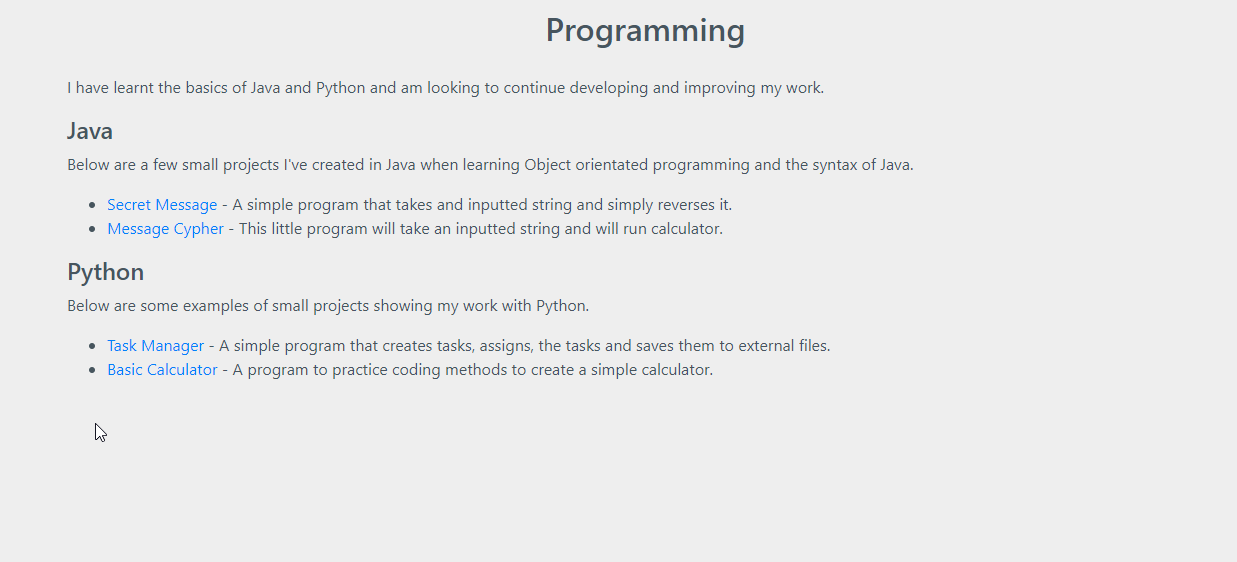 Programming
I have learnt the basics of Java and Python and am looking to continue developing and improving my work.
Java
Below are a few small projects I've created in Java when learning Object orientated programming and the syntax of Java.
Secret Message - A simple program that takes and inputted string and simply reverses it.
Message Cypher - This little program will take an inputted string and will run calculator.
Python
Below are some examples of small projects showing my work with Python.
Task Manager - A simple program that creates tasks, assigns, the tasks and saves them to external files.
Basic Calculator - A program to practice coding methods to create a simple calculator.